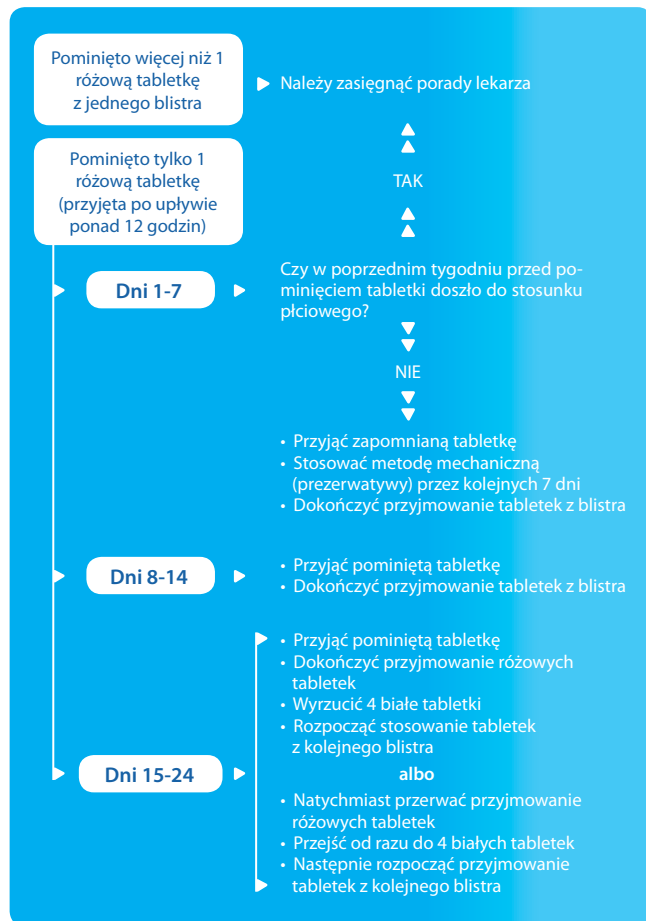 Pominięto więcej niż 1
różową tabletkę
z jednego blistra
Należy zasięgnąć porady lekarza
Pominięto tylko 1
różową tabletkę
(przyjęta po upływie
ponad 12 godzin)
TAK
Dni 1-7
Czy w poprzednim tygodniu przed po-
minięciem tabletki doszło do stosunku
płciowego?
NIE
• Przyjąć zapomnianą tabletkę
• Stosować metodę mechaniczną
(prezerwatywy) przez kolejnych 7 dni
• Dokończyć przyjmowanie tabletek z blistra
Dni 8-14
• Przyjąć pominiętą tabletkę
• Dokończyć przyjmowanie tabletek z blistra
Dni 15-24
• Przyjąć pominiętą tabletkę
• Dokończyć przyjmowanie różowych
tabletek
• Wyrzucić 4 białe tabletki
• Rozpocząć stosowanie tabletek
z kolejnego blistra
albo
• Natychmiast przerwać przyjmowanie
różowych tabletek
• Przejść od razu do 4 białych tabletek
• Następnie rozpocząć przyjmowanie
tabletek z kolejnego blistra